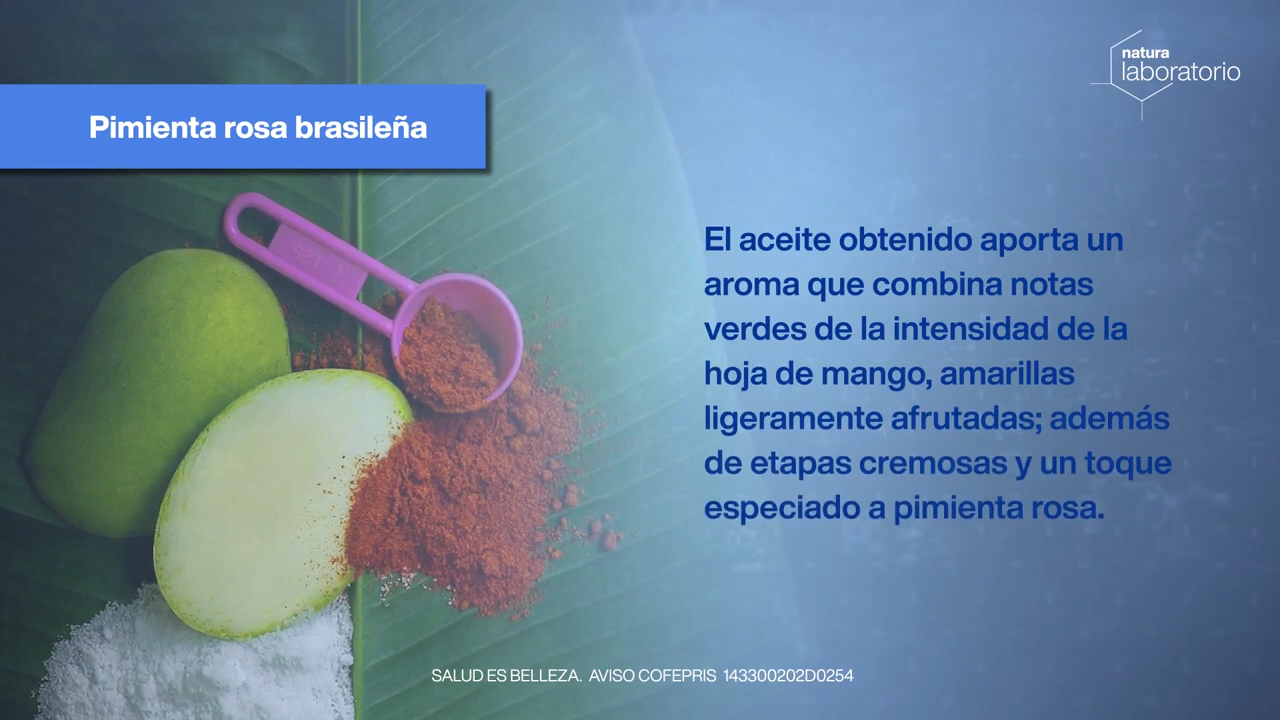 natura
laboratorio
Pimienta rosa brasileña
El aceite obtenido aporta un
aroma que combina notas
verdes de la intensidad de la
hoja de mango, amarillas
ligeramente afrutadas; además
de etapas cremosas y un toque
especiado a pimienta rosa.
SALUD ES BELLEZA. AVISO COFEPRIS 143300202D0254